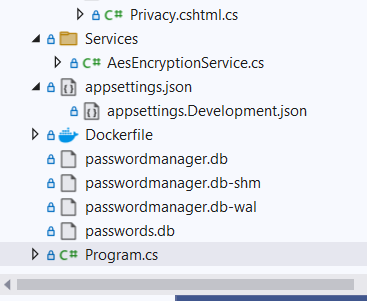 C# Privacy.cshtml.cs
Services
C# AesEncryptionService.cs
appsettings.json
appsettings.Development.json
Dockerfile
passwordmanager.db
passwordmanager.db-shm
passwordmanager.db-wal
passwords.db
C# Program.cs